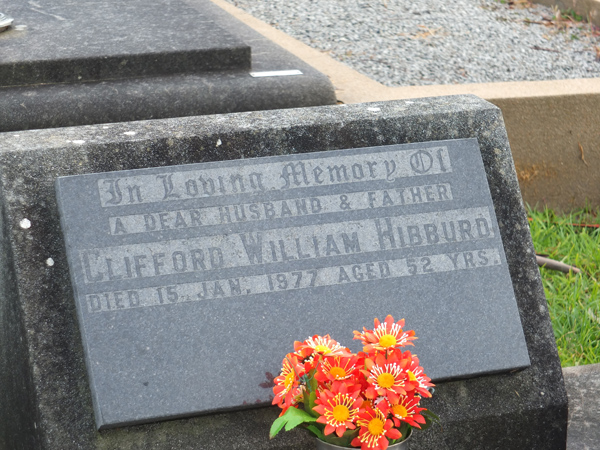 In Loving Memory Of
A DEAR HUSBAND & FATHER
CLIFFORD WILLIAM HIBBURD
DIED 15. JAN. 1977 AGED 52 YRS.